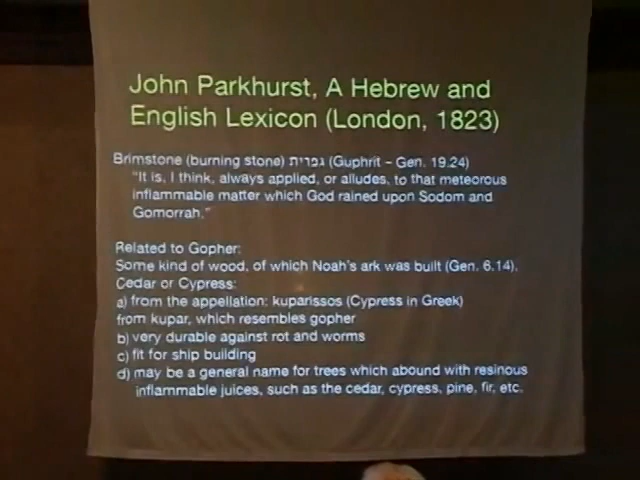 John Parkhurst, A Hebrew and
English Lexicon (London, 1823)
Brimstone (burning stone) גפרית (Guphrit – Gen. 19.24)
“It is, I think, always applied, or alludes, to that meteorous
inflammable matter which God rained upon Sodom and
Gomorrah.”
Related to Gopher:
Some kind of wood, of which Noah's ark was built (Gen. 6.14).
Cedar or Cypress:
a) from the appellation: kuparissos (Cypress in Greek)
from kupar, which resembles gopher
b) very durable against rot and worms
c) fit for ship building
d) may be a general name for trees which abound with resinous
inflammable juices, such as the cedar, cypress, pine, fir, etc.